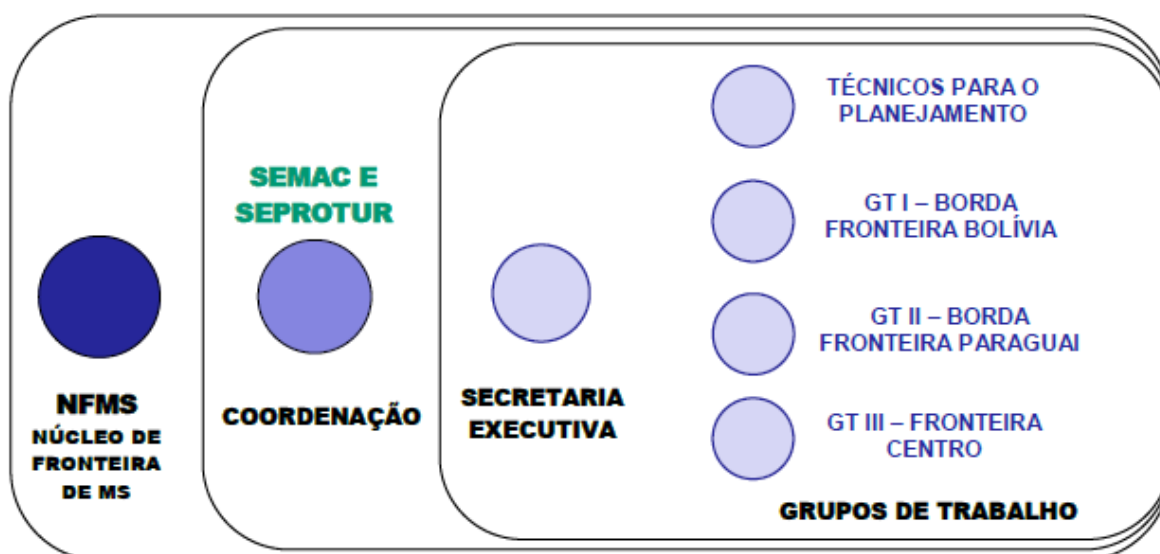 NFMS
NÚCLEO DE
FRONTEIRA
DE MS
SEMAC E
SEPROTUR
COORDENAÇÃO
SECRETARIA
EXECUTIVA
TÉCNICOS PARA O
PLANEJAMENTO
GT I – BORDA
FRONTEIRA BOLÍVIA
GT II – BORDA
FRONTEIRA PARAGUAI
GT III – FRONTEIRA
CENTRO
GRUPOS DE TRABALHO